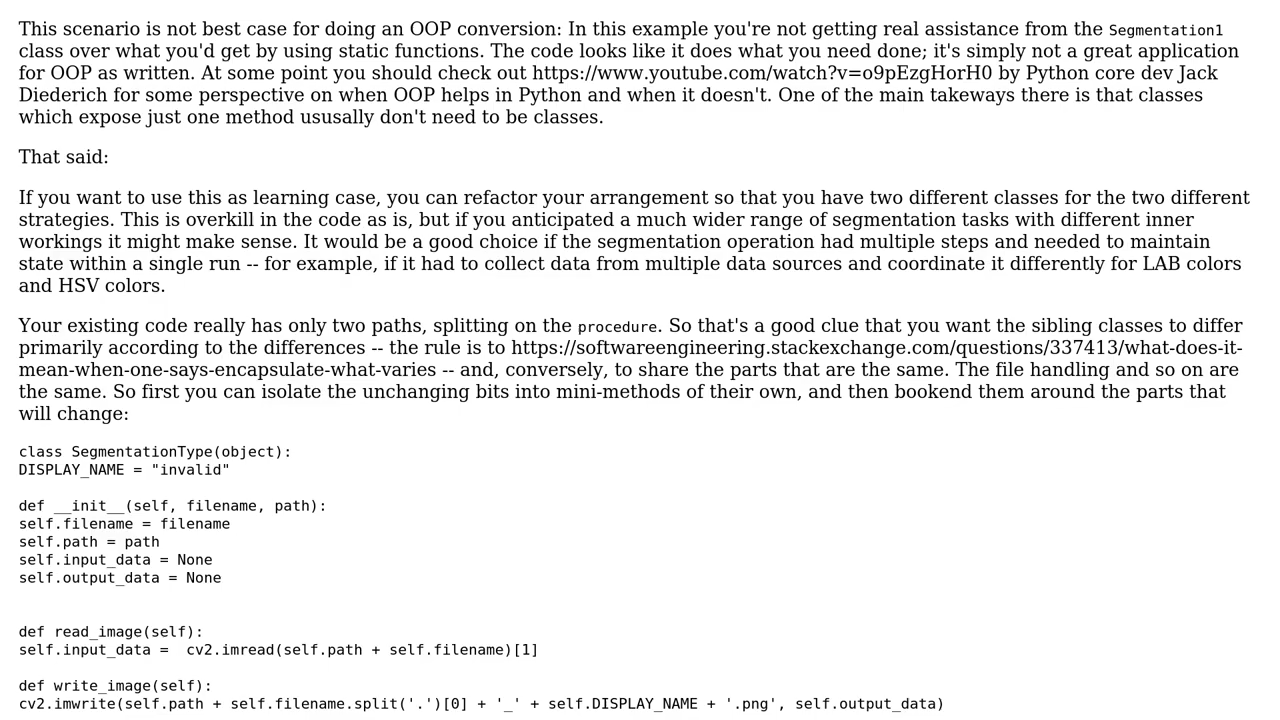 This scenario is not best case for doing an OOP conversion: In this example you're not getting real assistance from the Segmentation1
class over what you'd get by using static functions. The code looks like it does what you need done; it's simply not a great application
for OOP as written. At some point you should check out https://www.youtube.com/watch?v=o9pEzgHorH0 by Python core dev Jack
Diederich for some perspective on when OOP helps in Python and when it doesn't. One of the main takeways there is that classes
which expose just one method ususally don't need to be classes.
That said:
If you want to use this as learning case, you can refactor your arrangement so that you have two different classes for the two different
strategies. This is overkill in the code as is, but if you anticipated a much wider range of segmentation tasks with different inner
workings it might make sense. It would be a good choice if the segmentation operation had multiple steps and needed to maintain
state within a single run -- for example, if it had to collect data from multiple data sources and coordinate it differently for LAB colors
and HSV colors.
Your existing code really has only two paths, splitting on the procedure. So that's a good clue that you want the sibling classes to differ
primarily according to the differences -- the rule is to https://softwareengineering.stackexchange.com/questions/337413/what-does-it-
mean-when-one-says-encapsulate-what-varies -- and, conversely, to share the parts that are the same. The file handling and so on are
the same. So first you can isolate the unchanging bits into mini-methods of their own, and then bookend them around the parts that
will change:
class SegmentationType(object):
DISPLAY_NAME = "invalid"
def __init__(self, filename, path):
self.filename = filename
self.path = path
self.input_data = None
self.output_data = None
def read_image(self):
self.input_data =  cv2.imread(self.path + self.filename)[1]
def write_image(self):
cv2.imwrite(self.path + self.filename.split('.')[0] + '_' + self.DISPLAY_NAME + '.png', self.output_data)